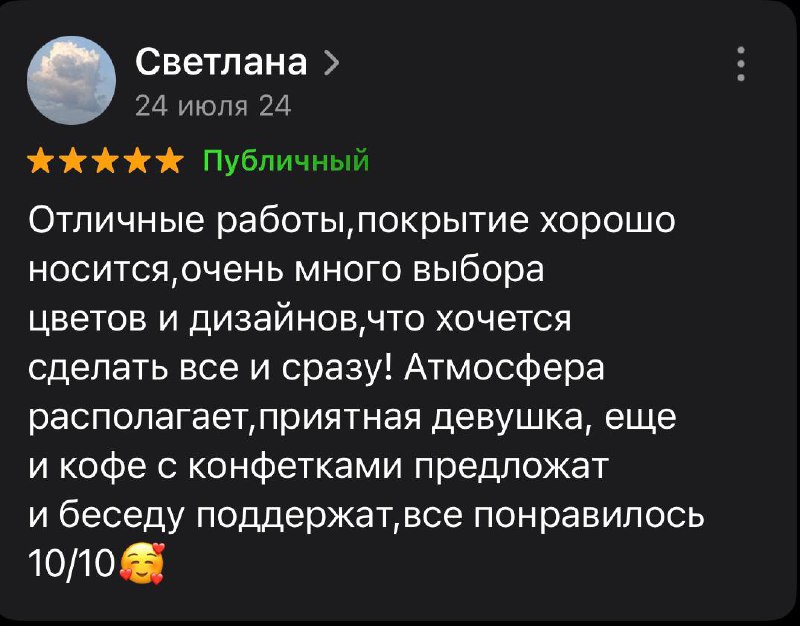 Светлана
24 июля 24
Публичный
Отличные работы,покрытие хорошо
носится,очень много выбора
цветов и дизайнов,что хочется
сделать все и сразу! Атмосфера
располагает,приятная девушка, еще
и кофе с конфетками предложат
и беседу поддержат,все понравилось
10/10🥰